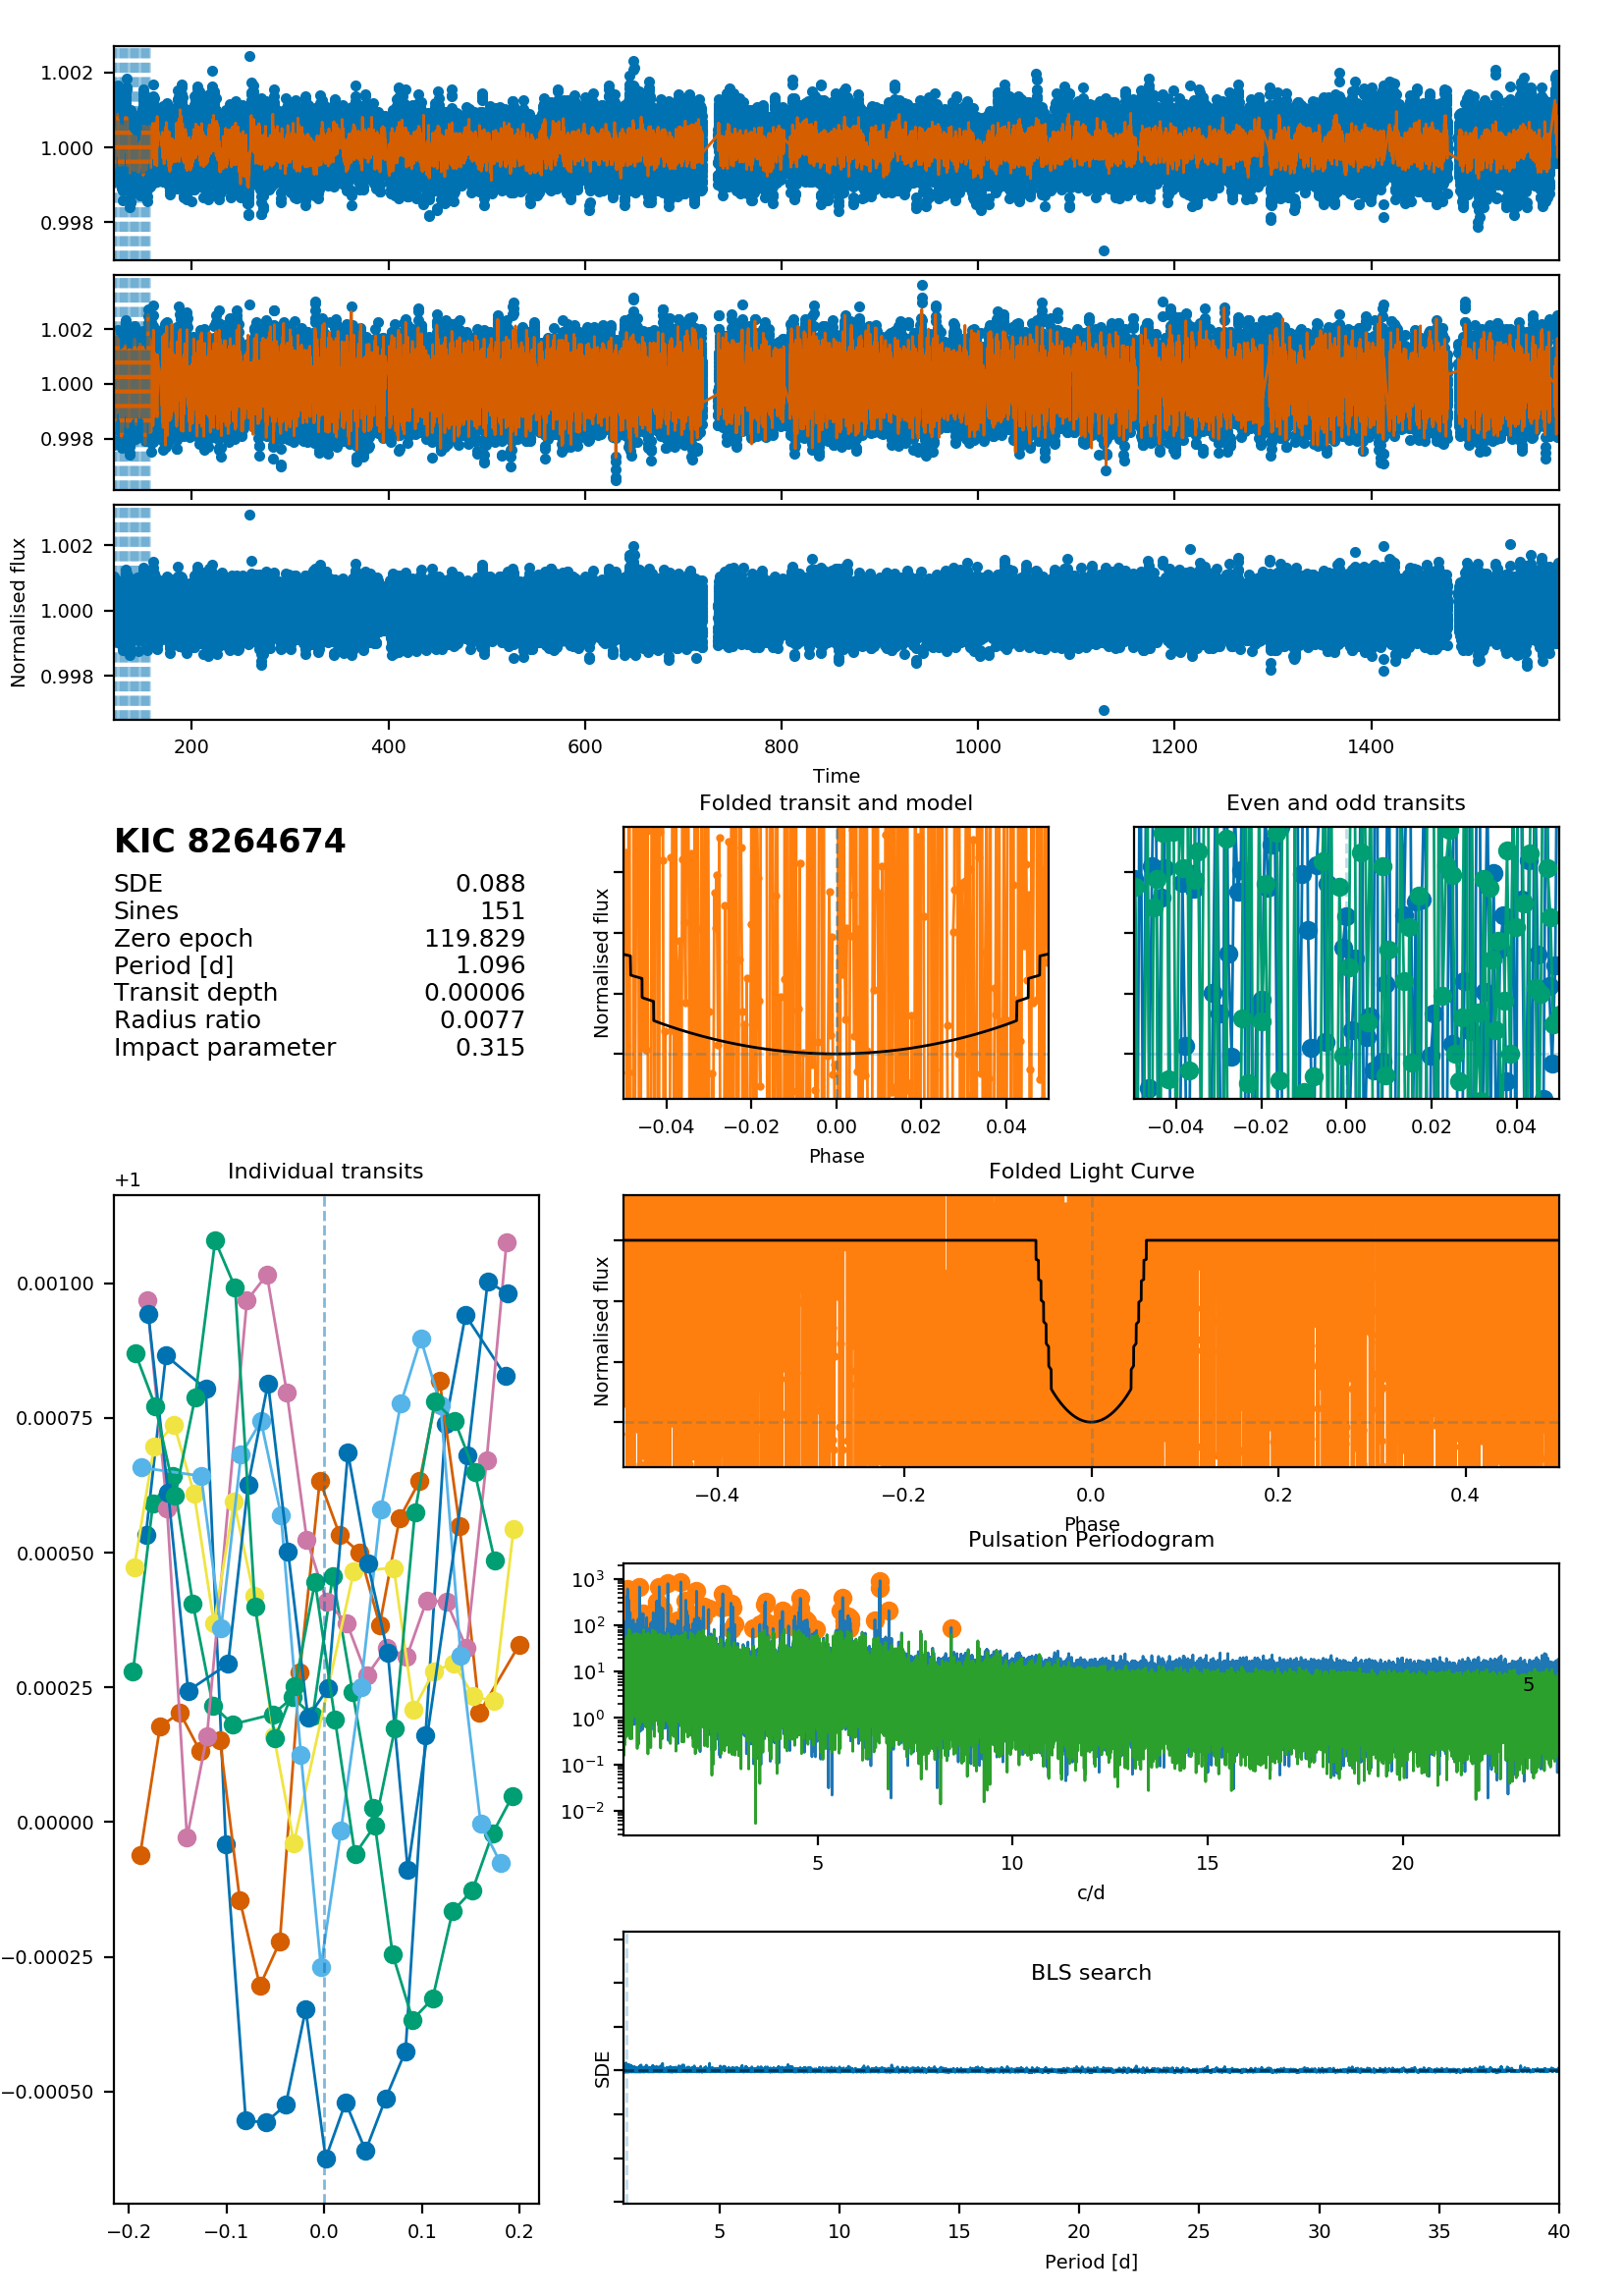 1.002
1.000
0.998
1.002
1.000
0.998
Normalised flux
1.002
1.000
0.998
200 400 600 800 1000 1200 1400
Time
KIC 8264674
SDE 0.088
Sines 151
Zero epoch 119.829
Period [d] 1.096
Transit depth 0.00006
Radius ratio 0.0077
Impact parameter 0.315
Folded transit and model
Normalised flux
−0.04 −0.02 0.00 0.02 0.04
Phase
Even and odd transits
−0.04 −0.02 0.00 0.02 0.04
Individual transits
+1
0.00100
0.00075
0.00050
0.00025
0.00000
−0.00025
−0.00050
−0.2 −0.1 0.0 0.1 0.2
Folded Light Curve
Normalised flux
−0.4 −0.2 0.0 0.2 0.4
Phase
Pulsation Periodogram
10³
10²
10¹
10⁰
10⁻¹
10⁻²
5
5 10 15 20
c/d
BLS search
SDE
5 10 15 20 25 30 35 40
Period [d]